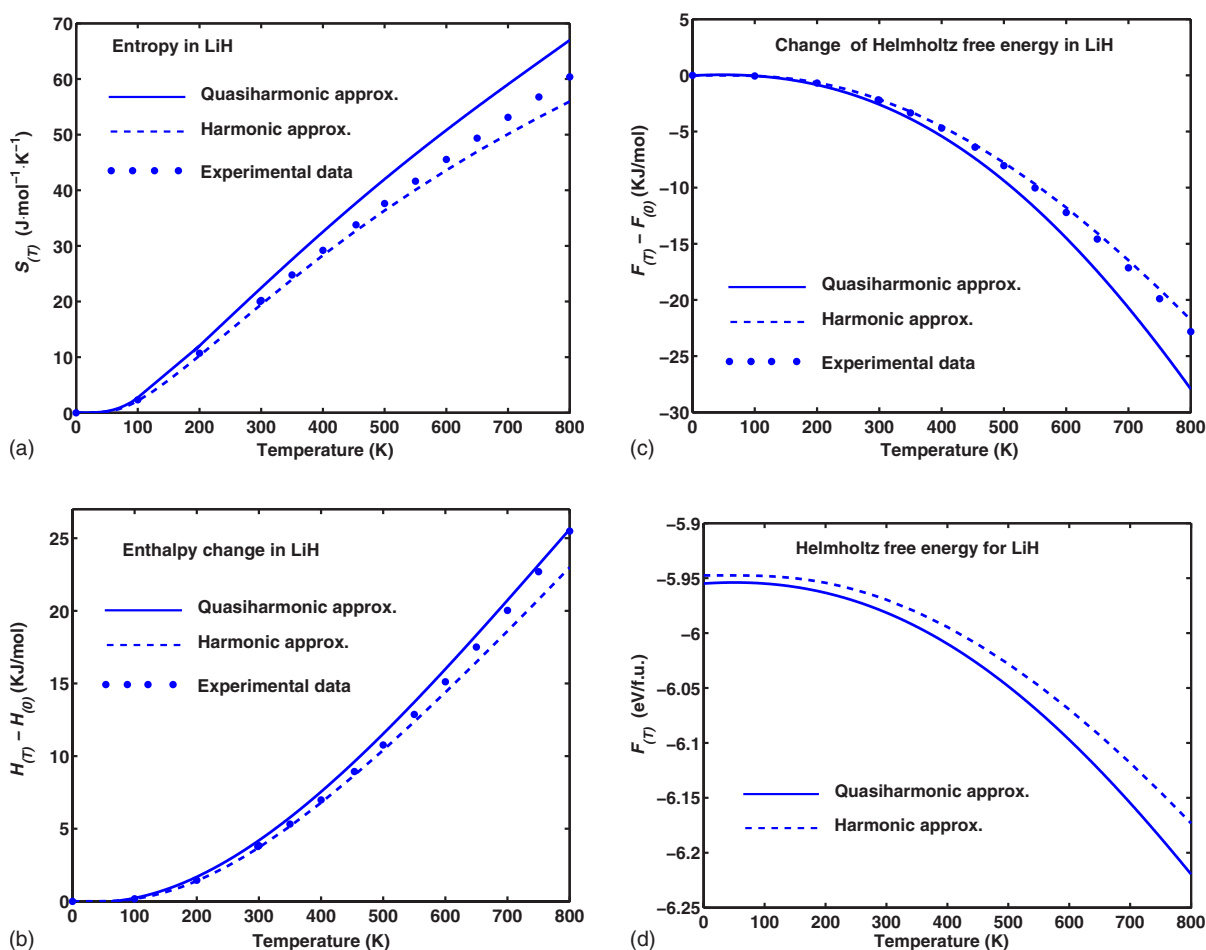 70
60
50
40
30
20
10
0
S(T) (J·mol⁻¹·K⁻¹)
Entropy in LiH
Quasiharmonic approx.
Harmonic approx.
Experimental data
0 100 200 300 400 500 600 700 800
Temperature (K)
(a)
5
0
−5
−10
−15
−20
−25
−30
F(T) − F(0) (KJ/mol)
Change of Helmholtz free energy in LiH
Quasiharmonic approx.
Harmonic approx.
Experimental data
0 100 200 300 400 500 600 700 800
Temperature (K)
(c)
25
20
15
10
5
0
H(T) − H(0) (KJ/mol)
Enthalpy change in LiH
Quasiharmonic approx.
Harmonic approx.
Experimental data
0 100 200 300 400 500 600 700 800
Temperature (K)
(b)
−5.9
−5.95
−6
−6.05
−6.1
−6.15
−6.2
−6.25
F(T) (eV/f.u.)
Helmholtz free energy for LiH
Quasiharmonic approx.
Harmonic approx.
0 100 200 300 400 500 600 700 800
Temperature (K)
(d)